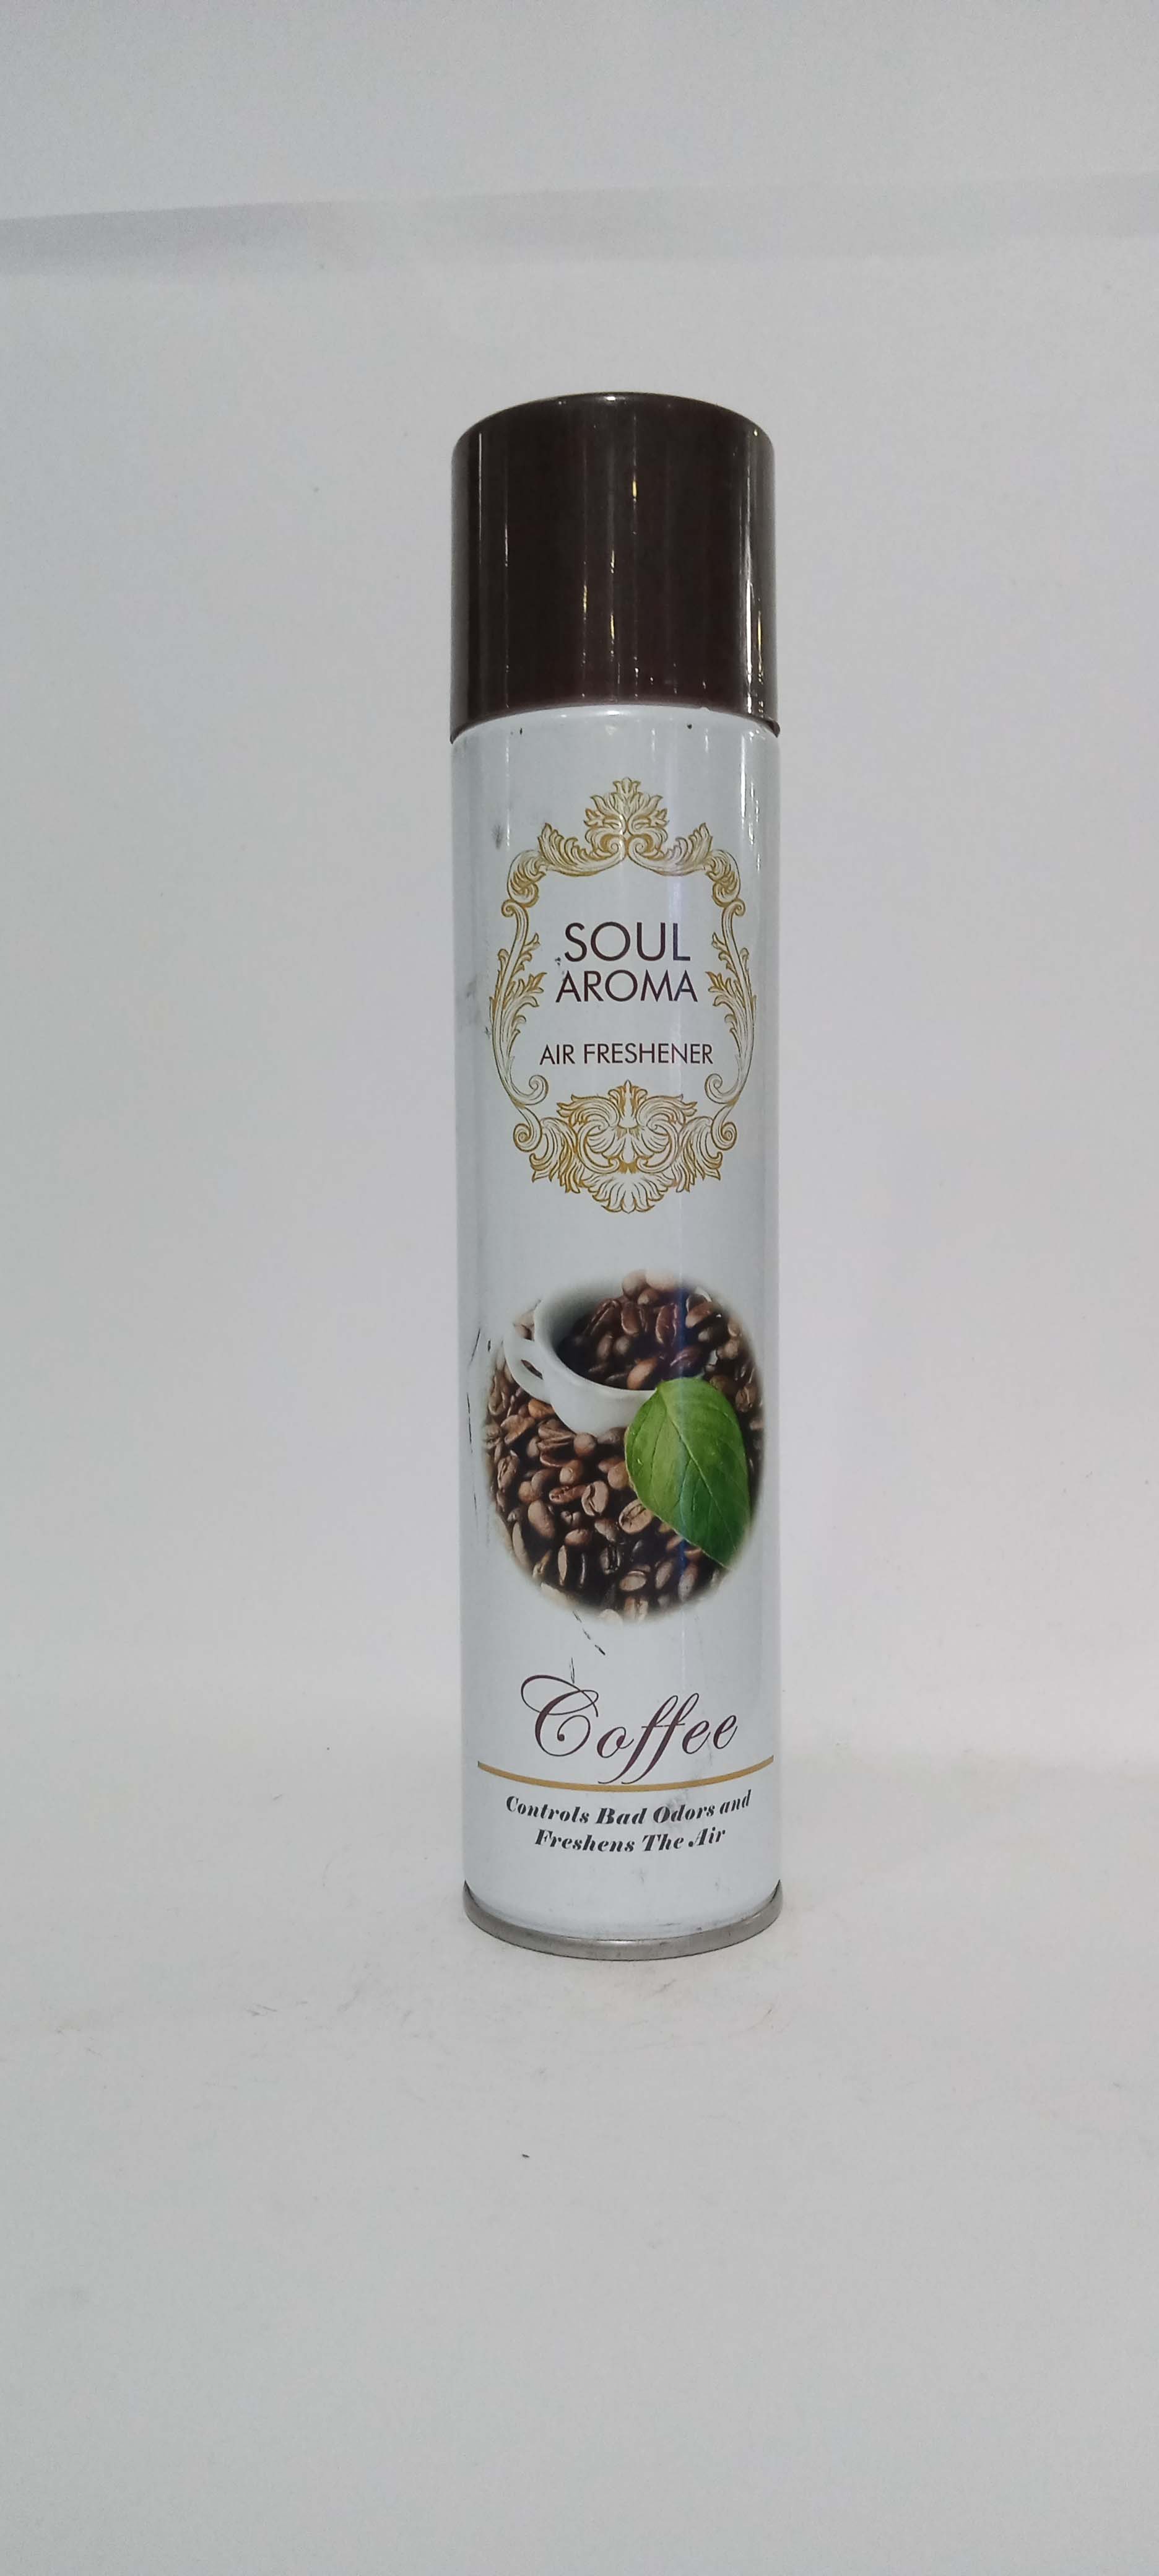 SOUL
AROMA
AIR FRESHENER
Coffee
Controls Bad Odors and
Freshens The Air